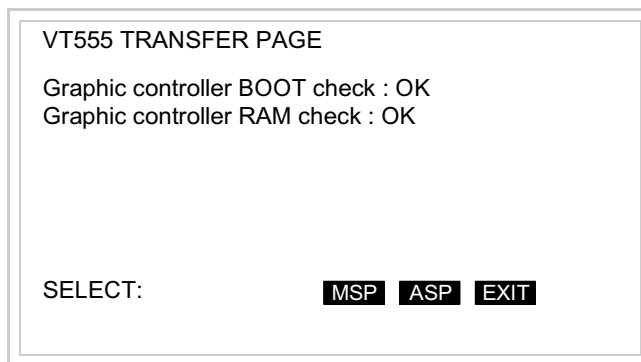 VT555 TRANSFER PAGE
Graphic controller BOOT check : OK
Graphic controller RAM check : OK
SELECT: MSP ASP EXIT